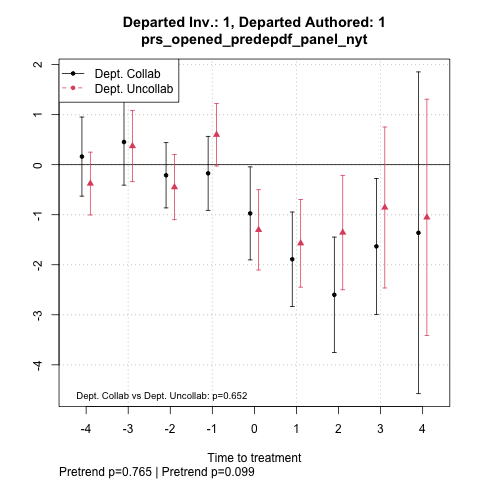 Departed Inv.: 1, Departed Authored: 1
prs_opened_predepdf_panel_nyt
Dept. Collab
Dept. Uncollab
2
1
0
-1
-2
-3
-4
Dept. Collab vs Dept. Uncollab: p=0.652
-4 -3 -2 -1 0 1 2 3 4
Time to treatment
Pretrend p=0.765 | Pretrend p=0.099